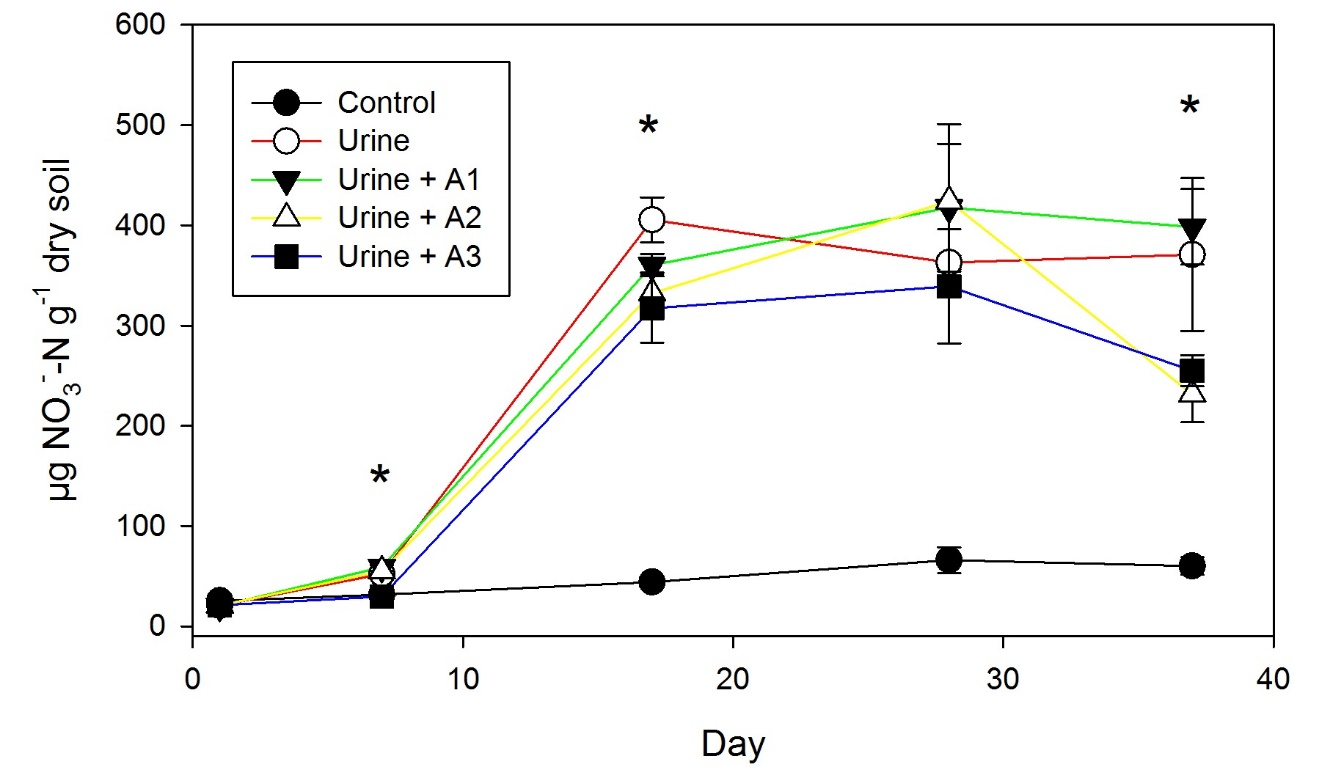 600
500
400
300
200
100
0
µg NO₃⁻-N g⁻¹ dry soil
Control
Urine
Urine + A1
Urine + A2
Urine + A3
*
*
*
0 10 20 30 40
Day